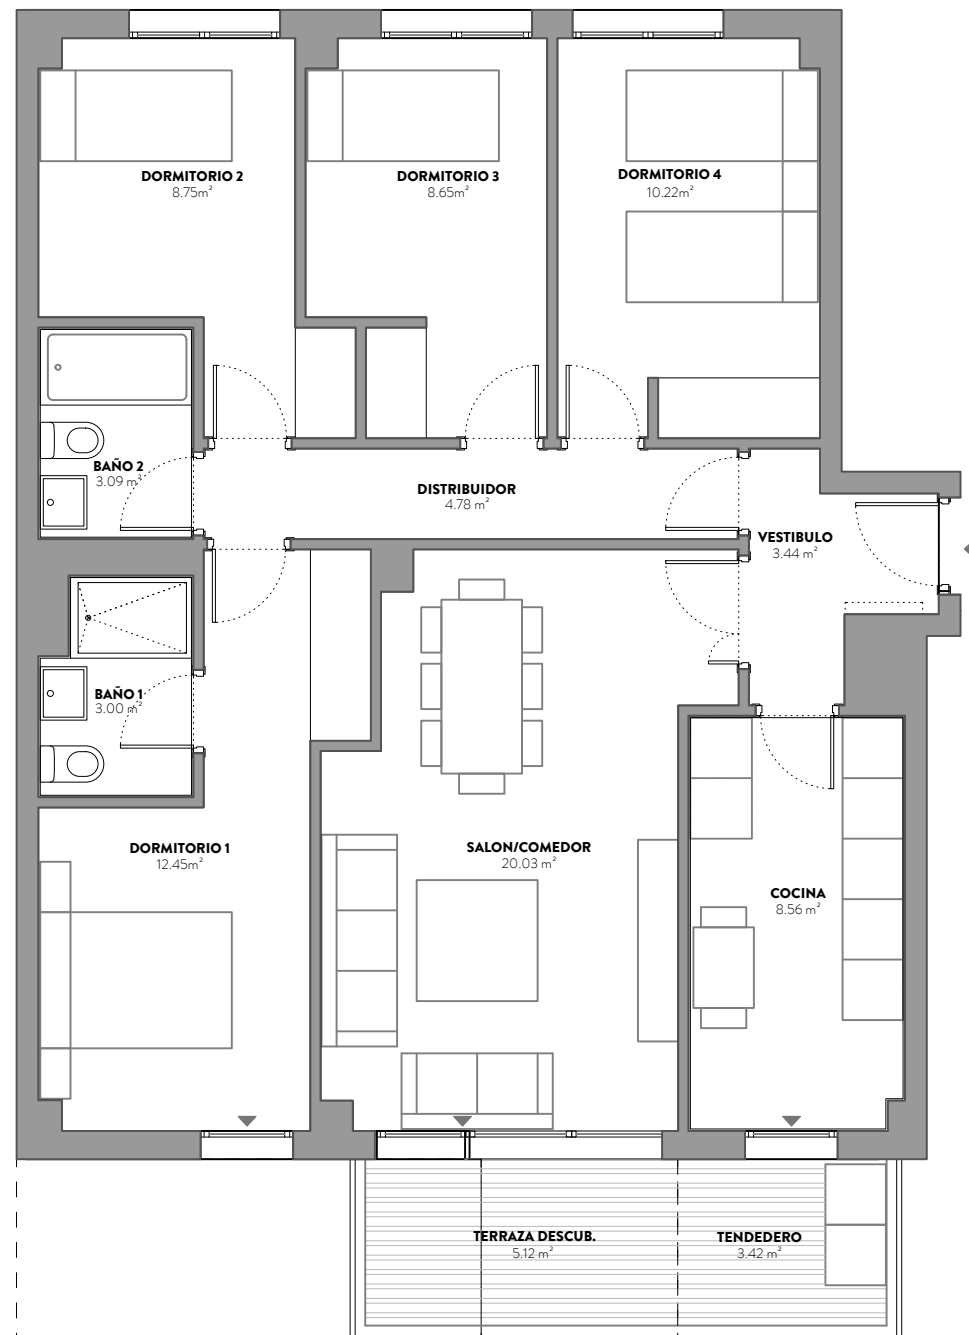 DORMITORIO 2
8.75m²
DORMITORIO 3
8.65m²
DORMITORIO 4
10.22m²
BAÑO 2
3.09 m²
DISTRIBUIDOR
4.78 m²
VESTIBULO
3.44 m²
BAÑO 1
3.00 m²
DORMITORIO 1
12.45m²
SALON/COMEDOR
20.03 m²
COCINA
8.56 m²
TERRAZA DESCUB.
5.12 m²
TENDEDERO
3.42 m²